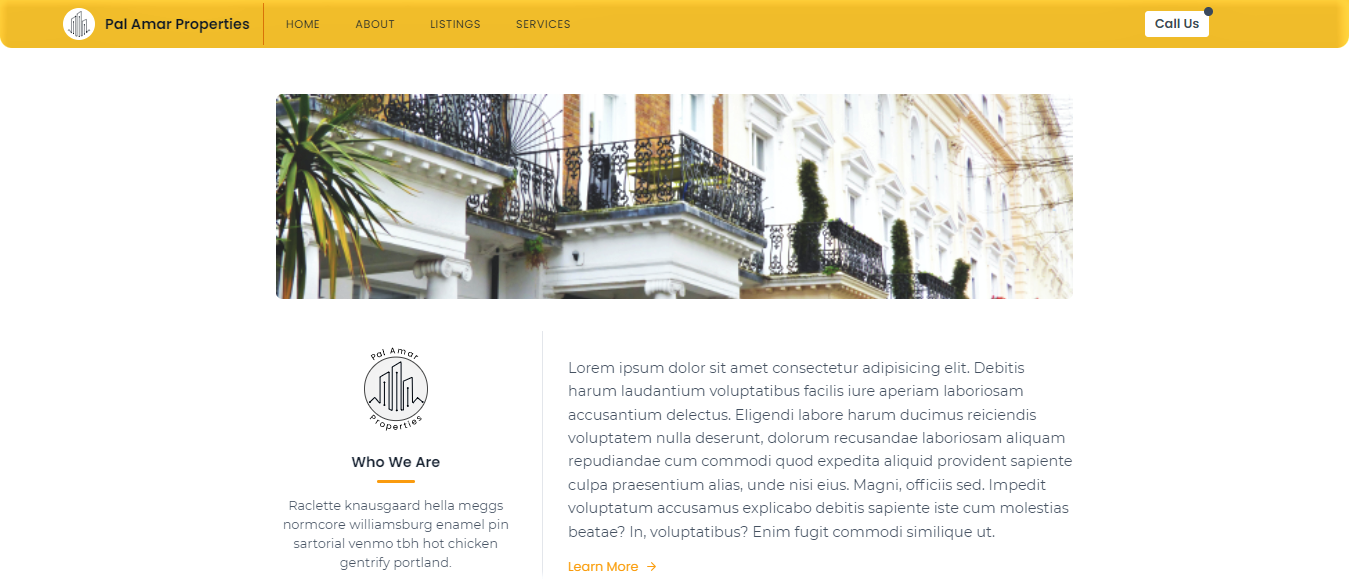 Pal Amar Properties
HOME
ABOUT
LISTINGS
SERVICES
Call Us
Pal Amar
Properties
Who We Are
Raclette knausgaard hella meggs
normcore williamsburg enamel pin
sartorial venmo tbh hot chicken
gentrify portland.
Lorem ipsum dolor sit amet consectetur adipisicing elit. Debitis
harum laudantium voluptatibus facilis iure aperiam laboriosam
accusantium delectus. Eligendi labore harum ducimus reiciendis
voluptatem nulla deserunt, dolorum recusandae laboriosam aliquam
repudiandae cum commodi quod expedita aliquid provident sapiente
culpa praesentium alias, unde nisi eius. Magni, officiis sed. Impedit
voluptatum accusamus explicabo debitis sapiente iste cum molestias
beatae? In, voluptatibus? Enim fugit commodi similique ut.
Learn More →